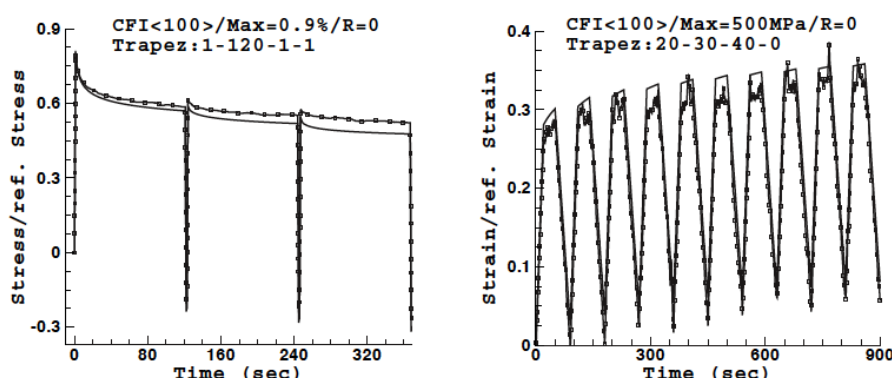 CFI<100>/Max=0.9%/R=0
Trapez:1-120-1-1
Stress/ref. Stress
0.9
0.6
0.3
0
-0.3
0 80 160 240 320
Time (sec)
CFI<100>/Max=500MPa/R=0
Trapez:20-30-40-0
Strain/ref. Strain
0.4
0.3
0.2
0.1
0
0 300 600 900
Time (sec)